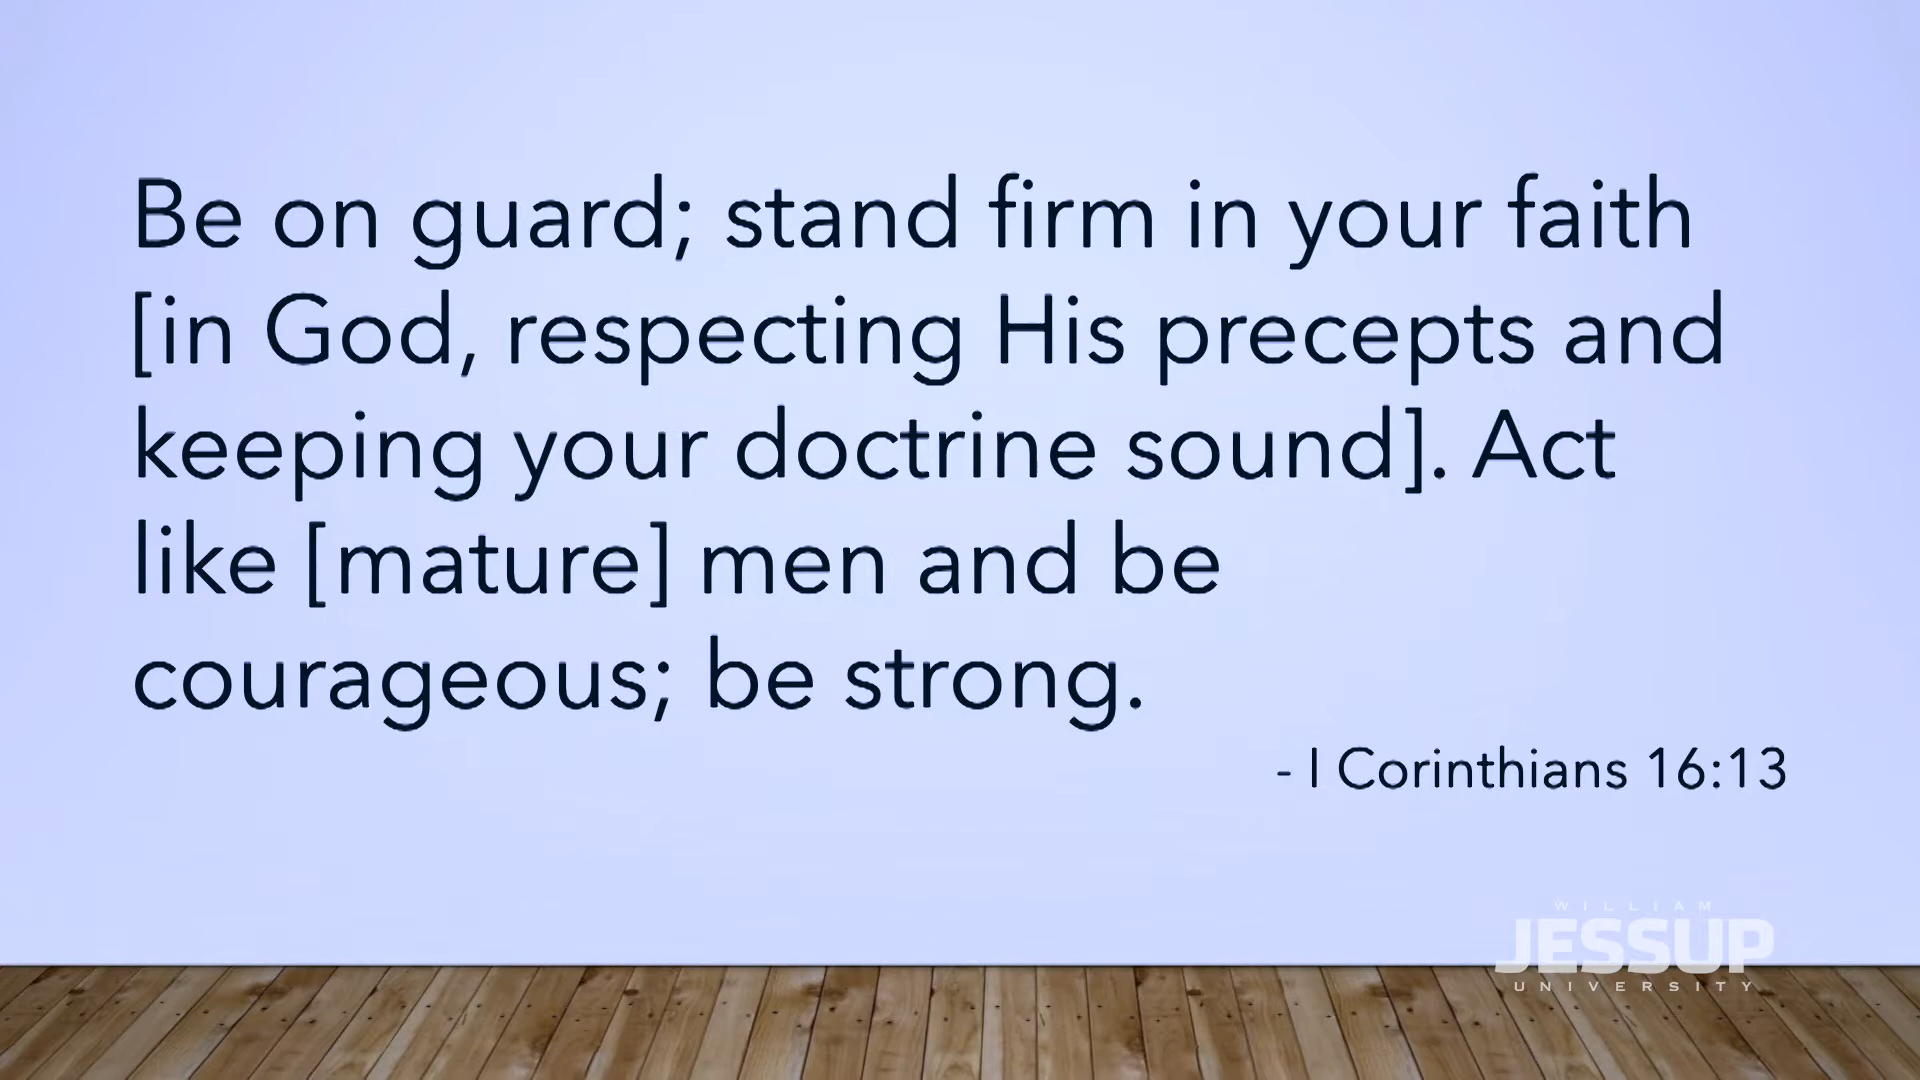 Be on guard; stand firm in your faith
[in God, respecting His precepts and
keeping your doctrine sound]. Act
like [mature] men and be
courageous; be strong.
- I Corinthians 16:13
WILLIAM
JESSUP
UNIVERSITY